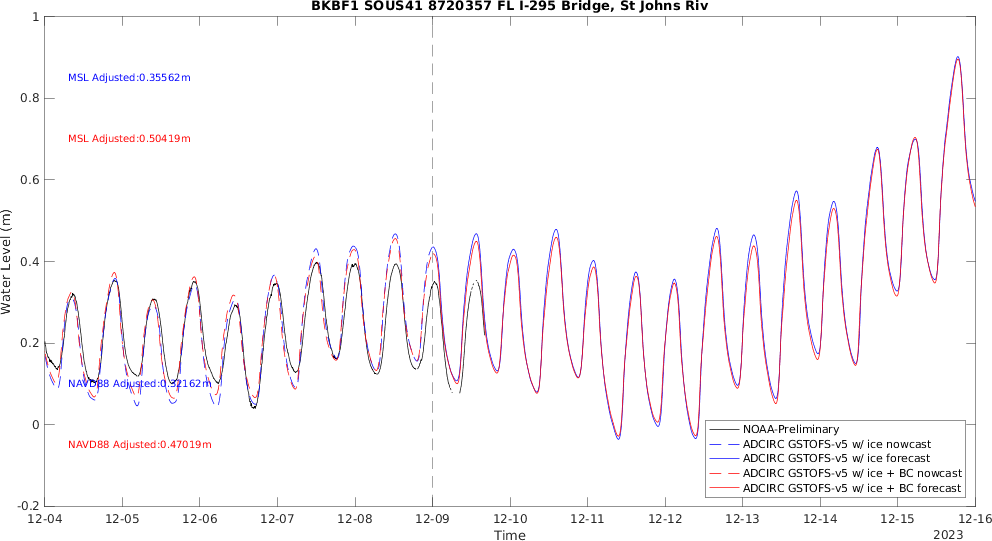 BKBF1 SOUS41 8720357 FL I-295 Bridge, St Johns Riv
1
0.8
0.6
0.4
0.2
0
-0.2
Water Level (m)
MSL Adjusted:0.35562m
MSL Adjusted:0.50419m
NAVD88 Adjusted:0.32162m
NAVD88 Adjusted:0.47019m
NOAA-Preliminary
ADCIRC GSTOFS-v5 w/ ice nowcast
ADCIRC GSTOFS-v5 w/ ice forecast
ADCIRC GSTOFS-v5 w/ ice + BC nowcast
ADCIRC GSTOFS-v5 w/ ice + BC forecast
12-04 12-05 12-06 12-07 12-08 12-09 12-10 12-11 12-12 12-13 12-14 12-15 12-16
Time
2023